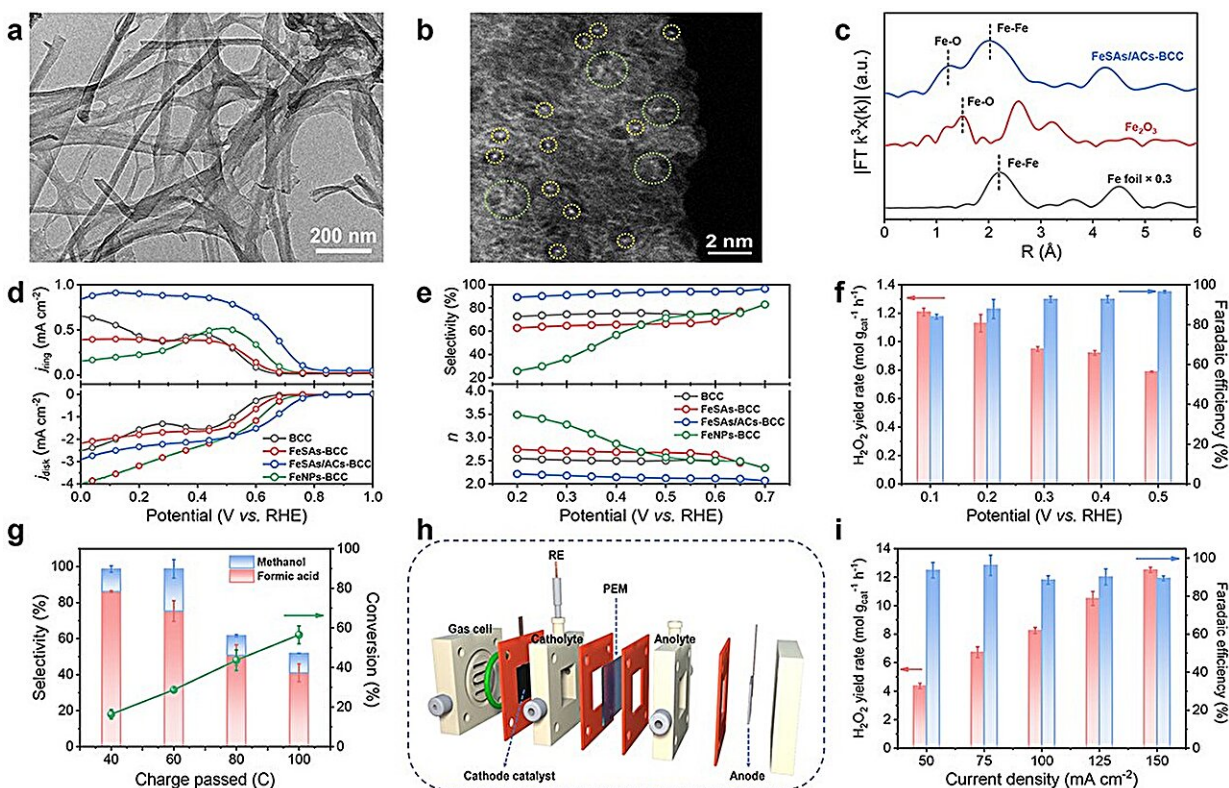 a
200 nm
b
2 nm
c
|FT k³x(k)| (a.u.)
Fe-O
Fe-Fe
FeSAs/ACs-BCC
Fe-O
Fe₂O₃
Fe-Fe
Fe foil × 0.3
0 1 2 3 4 5 6
R (Å)
d
jring (mA cm⁻²)
1.0
0.5
0.0
jdisk (mA cm⁻²)
0
-1
-2
-3
-4
BCC
FeSAs-BCC
FeSAs/ACs-BCC
FeNPs-BCC
0.0 0.2 0.4 0.6 0.8 1.0
Potential (V vs. RHE)
e
Selectivity (%)
100
80
60
40
20
n
3.5
3.0
2.5
2.0
BCC
FeSAs-BCC
FeSAs/ACs-BCC
FeNPs-BCC
0.2 0.3 0.4 0.5 0.6 0.7
Potential (V vs. RHE)
f
H₂O₂ yield rate (mol gcat⁻¹ h⁻¹)
1.4
1.2
1.0
0.8
0.6
0.4
0.2
0.0
Faradaic efficiency (%)
100
80
60
40
20
0
0.1 0.2 0.3 0.4 0.5
Potential (V vs. RHE)
g
Selectivity (%)
100
80
60
40
20
0
Methanol
Formic acid
Conversion (%)
100
80
60
40
20
0
40 60 80 100
Charge passed (C)
h
RE
PEM
Gas cell
Catholyte
Anolyte
Cathode catalyst
Anode
i
H₂O₂ yield rate (mol gcat⁻¹ h⁻¹)
14
12
10
8
6
4
2
0
Faradaic efficiency (%)
100
80
60
40
20
0
50 75 100 125 150
Current density (mA cm⁻²)